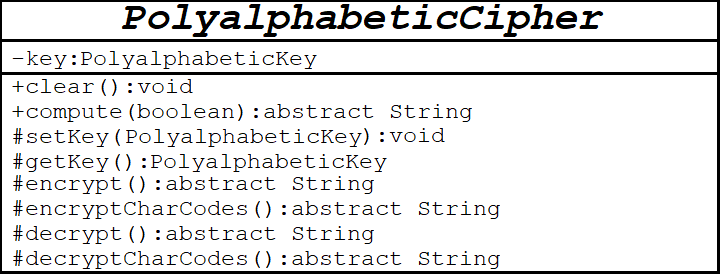 PolyalphabeticCipher
-key:PolyalphabeticKey
+clear():void
+compute(boolean):abstract String
#setKey(PolyalphabeticKey):void
#getKey():PolyalphabeticKey
#encrypt():abstract String
#encryptCharCodes():abstract String
#decrypt():abstract String
#decryptCharCodes():abstract String